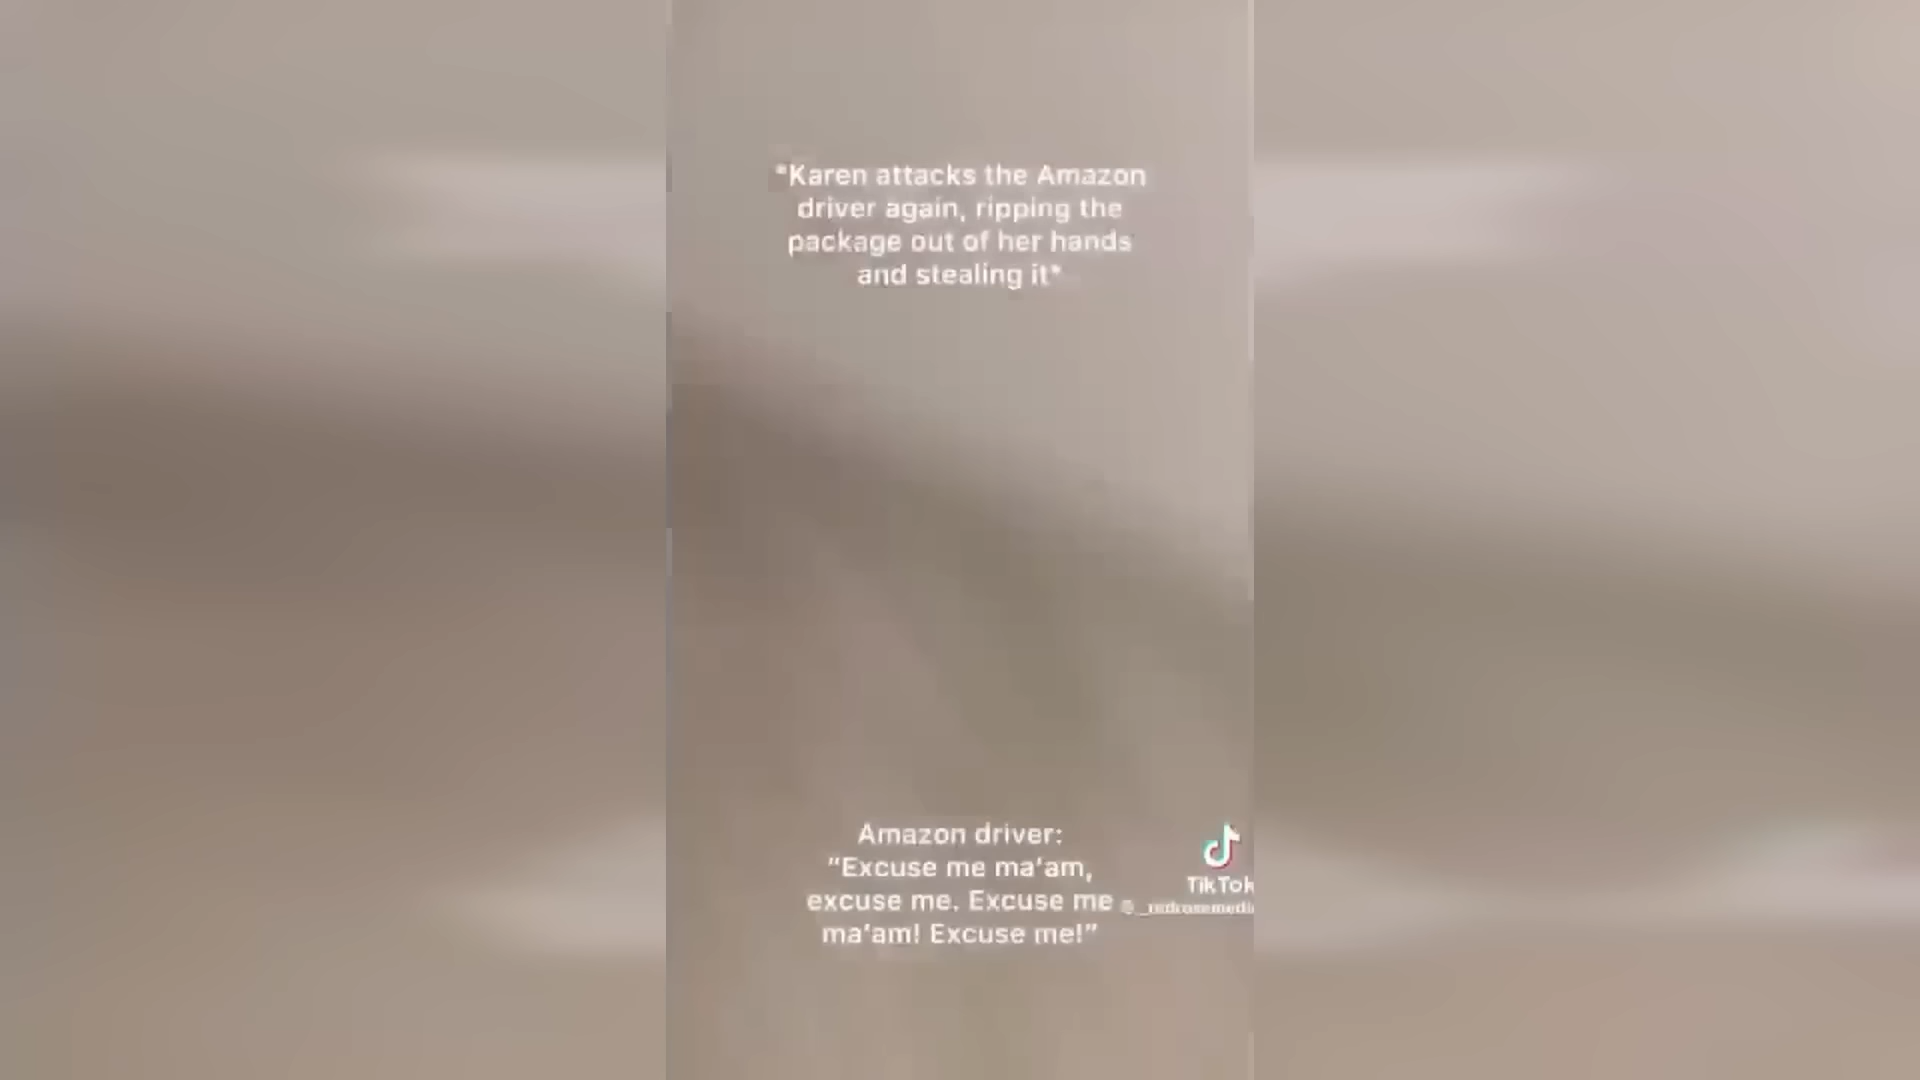 *Karen attacks the Amazon
driver again, ripping the
package out of her hands
and stealing it*
Amazon driver:
"Excuse me ma'am,
excuse me. Excuse me
ma'am! Excuse me!"
TikTok